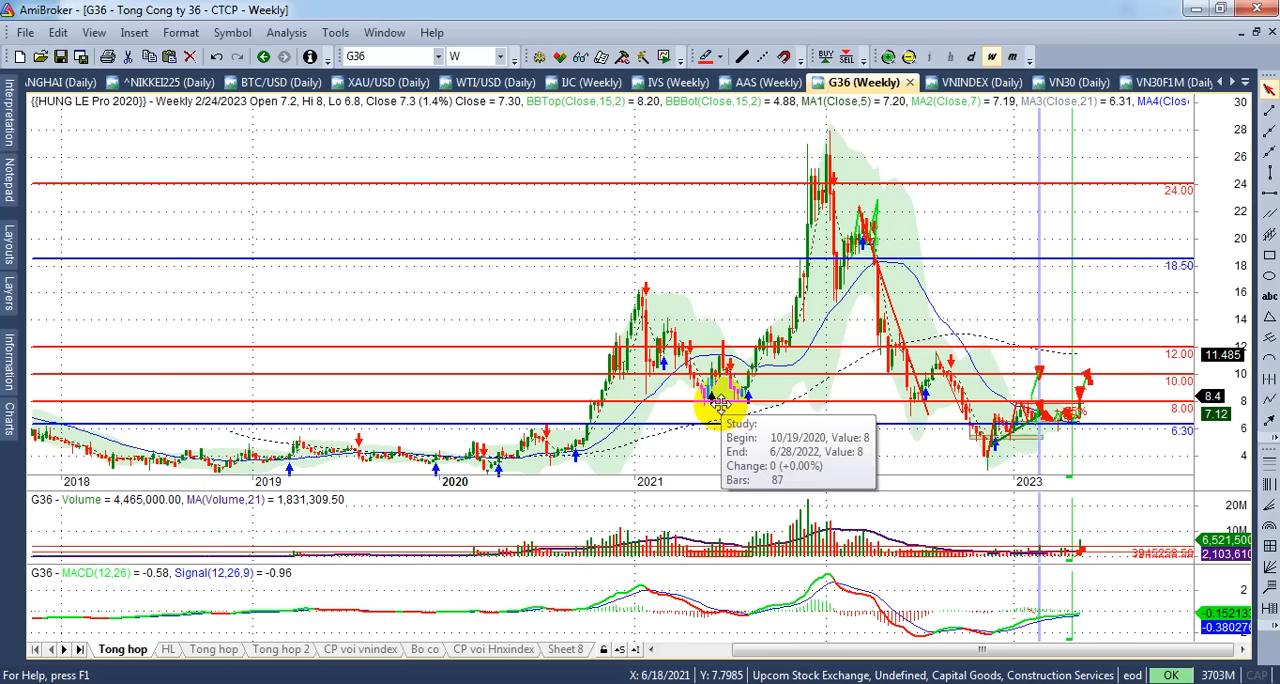 AmiBroker - [G36 - Tong Cong ty 36 - CTCP - Weekly]
File Edit View Insert Format Symbol Analysis Tools Window Help
G36 W BUY SELL i h d w m
NGHAI (Daily) ^NIKKEI225 (Daily) BTC/USD (Daily) XAU/USD (Daily) WTI/USD (Daily) IJC (Weekly) IVS (Weekly) AAS (Weekly) G36 (Weekly) VNINDEX (Daily) VN30 (Daily) VN30F1M (Daily)
{{HUNG LE Pro 2020}} - Weekly 2/24/2023 Open 7.2, Hi 8, Lo 6.8, Close 7.3 (1.4%) Close = 7.30, BBTop(Close,15,2) = 8.20, BBBot(Close,15,2) = 4.88, MA1(Close,5) = 7.20, MA2(Close,7) = 7.19, MA3(Close,21) = 6.31, MA4(Clos
Interpretation
Notepad
Layouts
Layers
Information
Charts
abc
30
28
26
24
24.00
22
20
18.50
18
16
14
12
12.00
11.485
10.00
8.4
8
8.00
7.12
6.30
6
4
Study:
Begin: 10/19/2020, Value: 8
End: 6/28/2022, Value: 8
Change: 0 (+0.00%)
Bars: 87
2018 2019 2020 2021 2023
G36 - Volume = 4,465,000.00, MA(Volume,21) = 1,831,309.50
20M
10M
6,521,500
2,103,610
G36 - MACD(12,26) = -0.58, Signal(12,26,9) = -0.96
2
-0.152133
-0.380276
Tong hop HL Tong hop Tong hop 2 CP voi vnindex Bo co CP voi Hnxindex Sheet 8
For Help, press F1 X: 6/18/2021 Y: 7.7985 Upcom Stock Exchange, Undefined, Capital Goods, Construction Services eod OK 3703M CAP